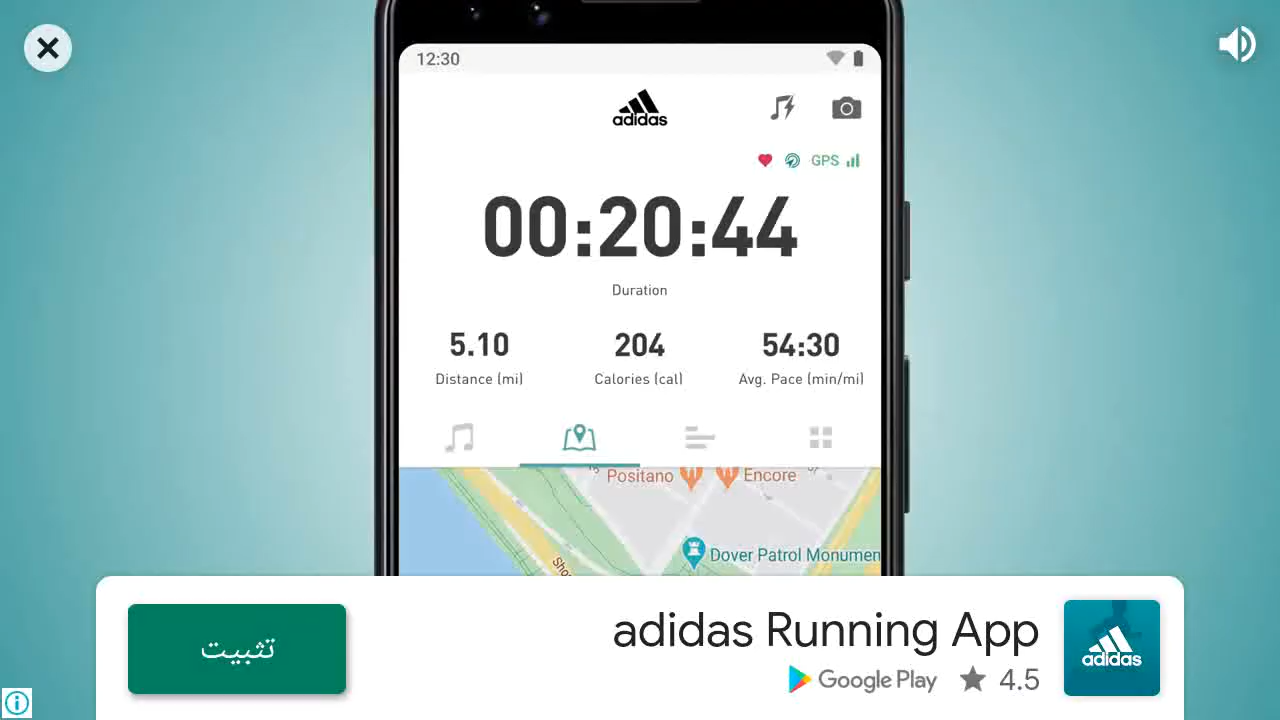 12:30
adidas
GPS
00:20:44
Duration
5.10 204 54:30
Distance (mi) Calories (cal) Avg. Pace (min/mi)
Positano Encore
Dover Patrol Monumen
adidas Running App
Google Play 4.5
تثبيت
adidas